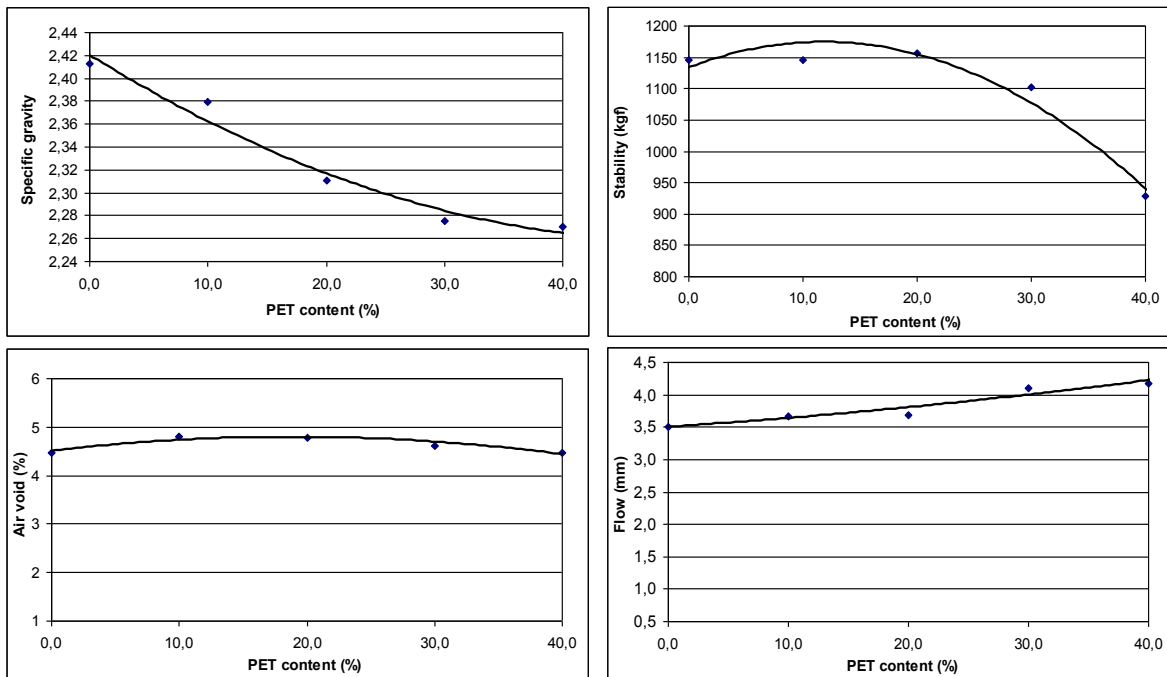 2,44
2,42
2,40
2,38
2,36
2,34
2,32
2,30
2,28
2,26
2,24
Specific gravity
0,0 10,0 20,0 30,0 40,0
PET content (%)
1200
1150
1100
1050
1000
950
900
850
800
Stability (kgf)
0,0 10,0 20,0 30,0 40,0
PET content (%)
6
5
4
3
2
1
Air void (%)
0,0 10,0 20,0 30,0 40,0
PET content (%)
4,5
4,0
3,5
3,0
2,5
2,0
1,5
1,0
0,5
Flow (mm)
0,0 10,0 20,0 30,0 40,0
PET content (%)